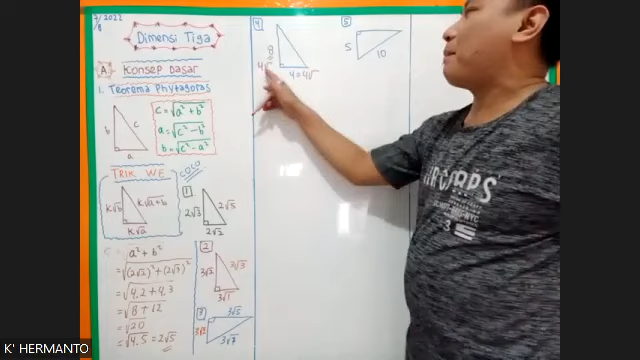 7/2022
8
Dimensi Tiga
A Konsep Dasar
1. Teorema Phytagoras
b
c
a
c = √a² + b²
a = √c² - b²
b = √c² - a²
TRIK WE
COCO
k√b
k√a+b
k√a
1
2√3
2√5
2√2
a² + b²
= √(2√2)² + (2√3)²
= √4.2 + 4.3
= √8 + 12
= √20
= √4.5 = 2√5
2
3√2
3√3
3√1
3
3√5
3√2
3√7
4
4√
4 = 4√
5
5
10
K' HERMANTO